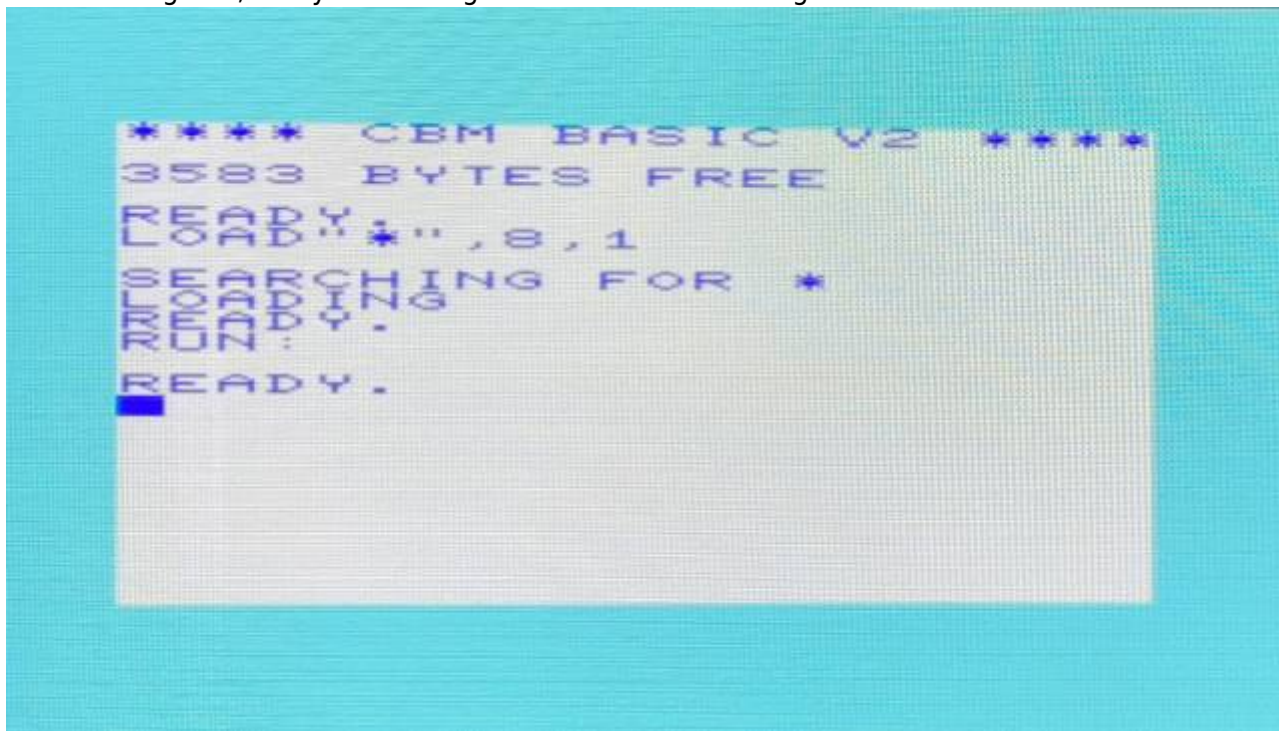 **** CBM BASIC V2 ****
3583 BYTES FREE
READY.
LOAD"*",8,1
SEARCHING FOR *
LOADING
READY.
RUN:
READY.